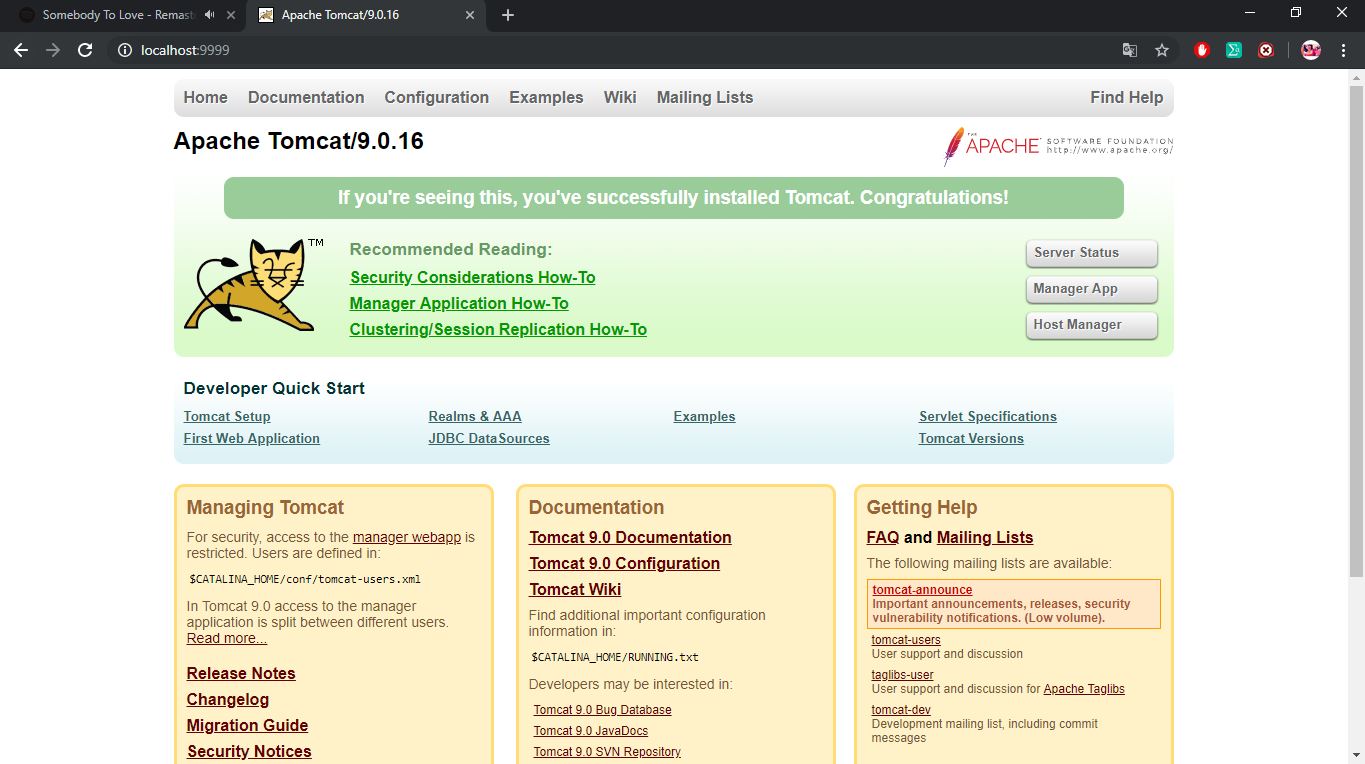 Somebody To Love - Remast
Apache Tomcat/9.0.16
localhost:9999
Home Documentation Configuration Examples Wiki Mailing Lists Find Help
Apache Tomcat/9.0.16
THE APACHE SOFTWARE FOUNDATION
http://www.apache.org/
If you're seeing this, you've successfully installed Tomcat. Congratulations!
TM
Recommended Reading:
Security Considerations How-To
Manager Application How-To
Clustering/Session Replication How-To
Server Status
Manager App
Host Manager
Developer Quick Start
Tomcat Setup
First Web Application
Realms & AAA
JDBC DataSources
Examples
Servlet Specifications
Tomcat Versions
Managing Tomcat
For security, access to the manager webapp is
restricted. Users are defined in:
$CATALINA_HOME/conf/tomcat-users.xml
In Tomcat 9.0 access to the manager
application is split between different users.
Read more...
Release Notes
Changelog
Migration Guide
Security Notices
Documentation
Tomcat 9.0 Documentation
Tomcat 9.0 Configuration
Tomcat Wiki
Find additional important configuration
information in:
$CATALINA_HOME/RUNNING.txt
Developers may be interested in:
Tomcat 9.0 Bug Database
Tomcat 9.0 JavaDocs
Tomcat 9.0 SVN Repository
Getting Help
FAQ and Mailing Lists
The following mailing lists are available:
tomcat-announce
Important announcements, releases, security
vulnerability notifications. (Low volume).
tomcat-users
User support and discussion
taglibs-user
User support and discussion for Apache Taglibs
tomcat-dev
Development mailing list, including commit
messages